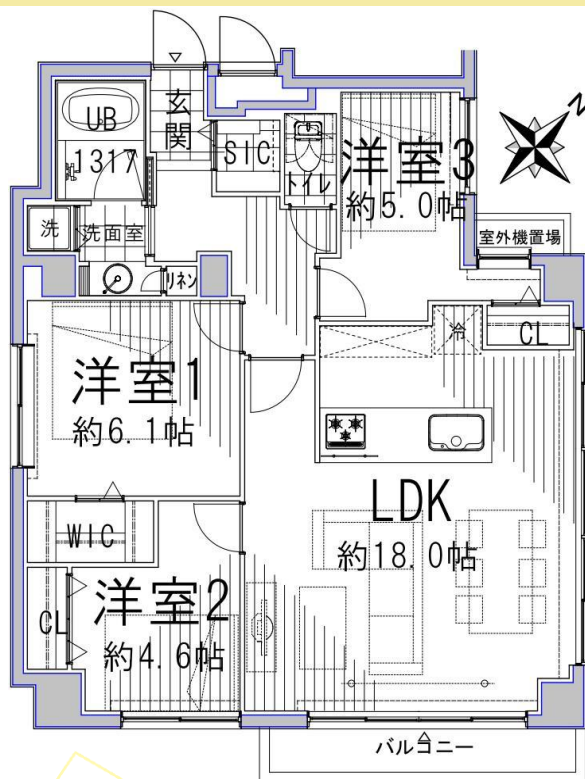 N
UB
1317
玄関
SIC
トイレ
洋室3
約5.0帖
室外機置場
洗
洗面室
リネン
冷
CL
洋室1
約6.1帖
LDK
約18.0帖
WIC
CL
洋室2
約4.6帖
バルコニー